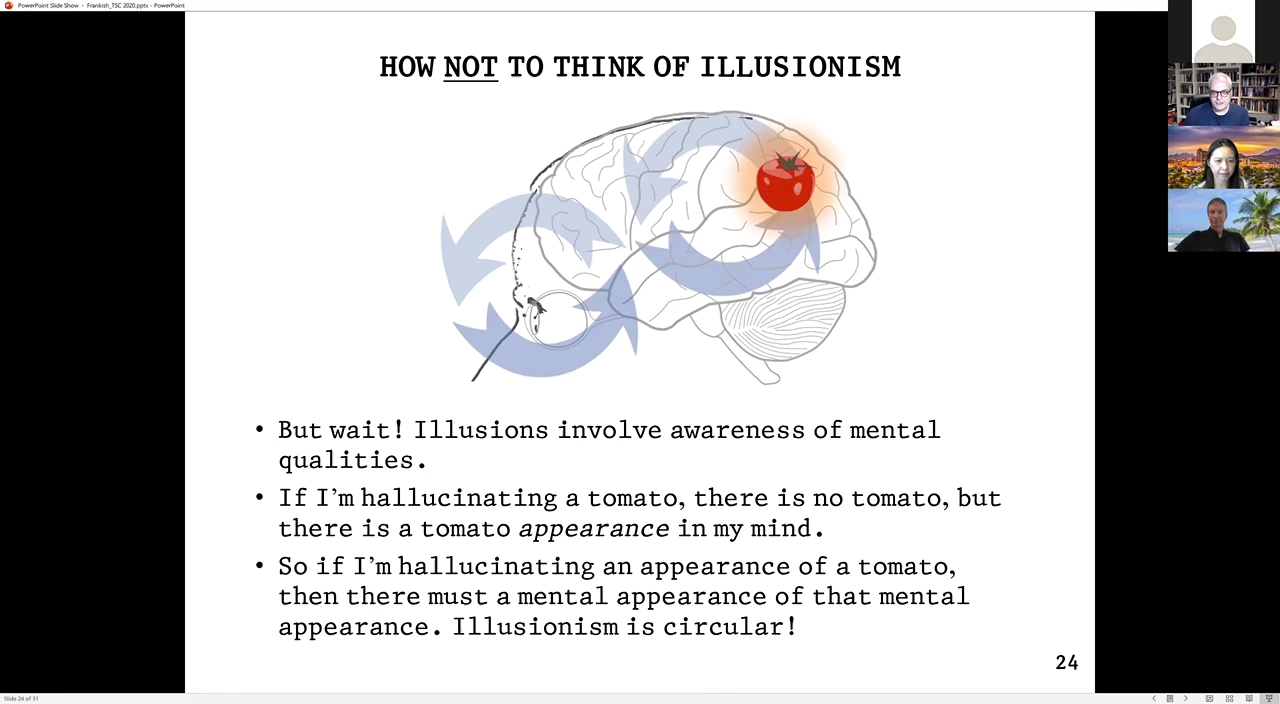 PowerPoint Slide Show - Frankish_TSC 2020.pptx - PowerPoint
HOW NOT TO THINK OF ILLUSIONISM
• But wait! Illusions involve awareness of mental
qualities.
• If I'm hallucinating a tomato, there is no tomato, but
there is a tomato appearance in my mind.
• So if I'm hallucinating an appearance of a tomato,
then there must a mental appearance of that mental
appearance. Illusionism is circular!
24
Slide 24 of 31